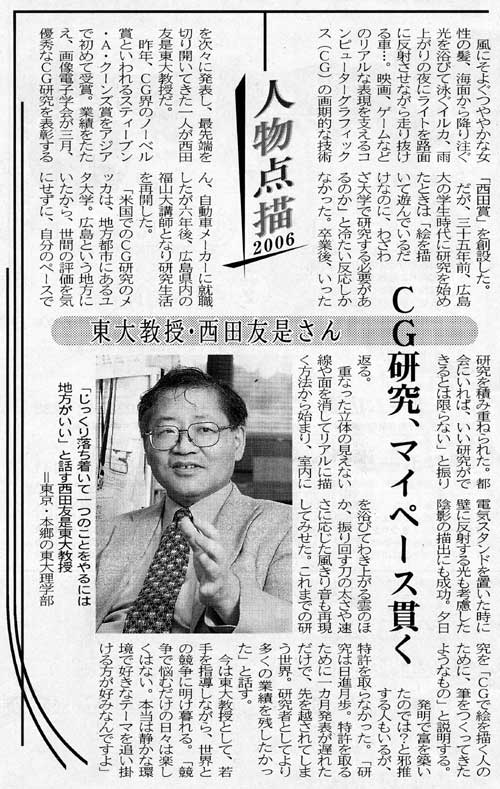 人物点描
2006
東大教授・西田友是さん
CG研究、マイペース貫く
風にそよぐつややかな女
性の髪、海面から降り注ぐ
光を浴びて泳ぐイルカ、雨
上がりの夜にライトを路面
に反射させながら走り抜け
る車…。映画、ゲームなど
のリアルな表現を支えるコ
ンピューターグラフィック
ス(CG)の画期的な技術
を次々に発表し、最先端を
切り開いてきた一人が西田
友是東大教授だ。
昨年、CG界のノーベル
賞といわれるスティーブン
・A・クーンズ賞をアジア
で初めて受賞。業績をたた
え、画像電子学会が三月、
優秀なCG研究を表彰する
「西田賞」を創設した。
だが、三十五年前、広島
大の学生時代に研究を始め
たときは「絵を描
いて遊んでいるだ
けなのに、わざわ
ざ大学で研究する必要があ
るのか」と冷たい反応しか
なかった。卒業後、いった
ん、自動車メーカーに就職
したが六年後、広島県内の
福山大講師となり研究生活
を再開した。
「米国でのCG研究のメ
ッカは、地方都市にあるユ
タ大学。広島という地方に
いたから、世間の評価を気
にせずに、自分のペースで
研究を積み重ねられた。都
会にいれば、いい研究がで
きるとは限らない」と振り
返る。
重なった立体の見えない
線や面を消してリアルに描
く方法から始まり、室内に
電気スタンドを置いた時に
壁に反射する光も考慮した
陰影の描出にも成功。夕日
を浴びてわき上がる雲のほ
か、振り回す刀の太さや速
さに応じた風きり音も再現
してみせた。これまでの研
究を「CGで絵を描く人の
ために、筆をつくってきた
ようなもの」と説明する。
発明で富を築い
たのでは？と邪推
する人もいるが、
特許を取らなかった。「研
究は日進月歩。特許を取る
ために一カ月発表が遅れた
だけで、先を越されてしま
う世界。研究者としてより
多くの業績を残したかっ
た」と話す。
今は東大教授として、若
手を指導しながら、世界と
の競争に明け暮れる。「競
争で悩むだけの日々は楽し
くはない。本当は静かな環
境で好きなテーマを追い掛
ける方が好みなんですよ」
「じっくり落ち着いて一つのことをやるには
地方がいい」と話す西田友是東大教授
＝東京・本郷の東大理学部